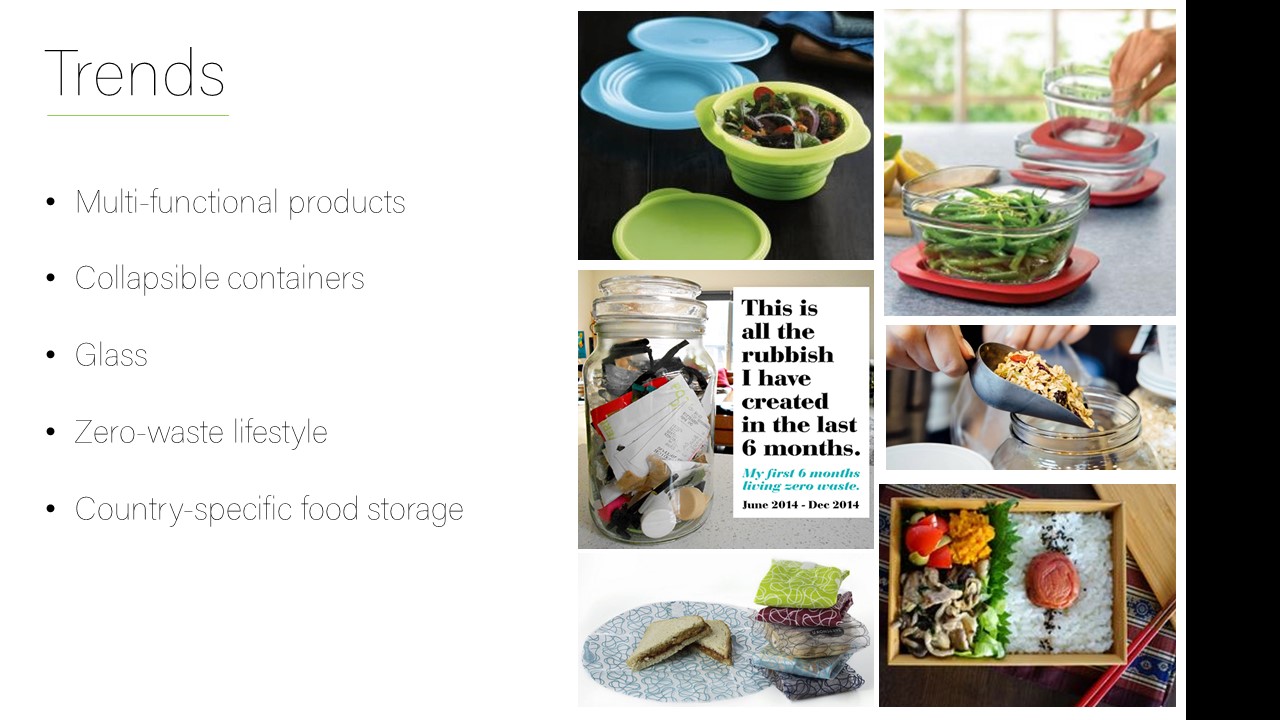 Trends
• Multi-functional products
• Collapsible containers
• Glass
• Zero-waste lifestyle
• Country-specific food storage
This is
all the
rubbish
I have
created
in the last
6 months.
My first 6 months
living zero waste.
June 2014 - Dec 2014